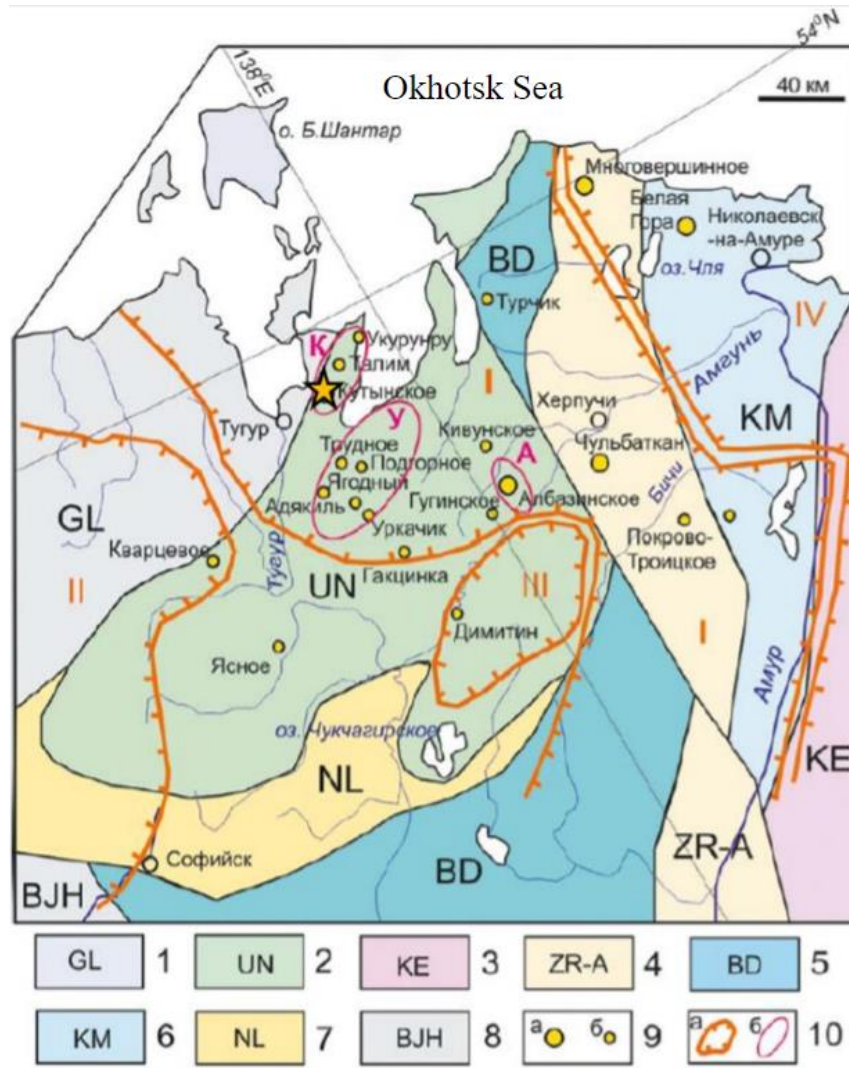 138⁰E
54⁰N
Okhotsk Sea
40 км
о. Б.Шантар
Многовершинное
Белая
Гора
Николаевск
-на-Амуре
BD
оз.Чля
Турчик
IV
К
Укурунру
Талим
Кутынское
I
Амгунь
KM
Тугур
У
Херпучи
Кивунское
А
Чульбаткан
Трудное
Подгорное
Ягодный
Албазинское
Бичи
GL
Адякиль
Гугинское
Уркачик
Покрово-
Троицкое
Кварцевое
Тугур
UN
Гакцинка
II
III
Димитин
I
Ясное
Амур
оз. Чукчагирское
KE
NL
ZR-A
Софийск
BD
BJH
GL 1 UN 2 KE 3 ZR-A 4 BD 5
KM 6 NL 7 BJH 8 а б 9 а б 10